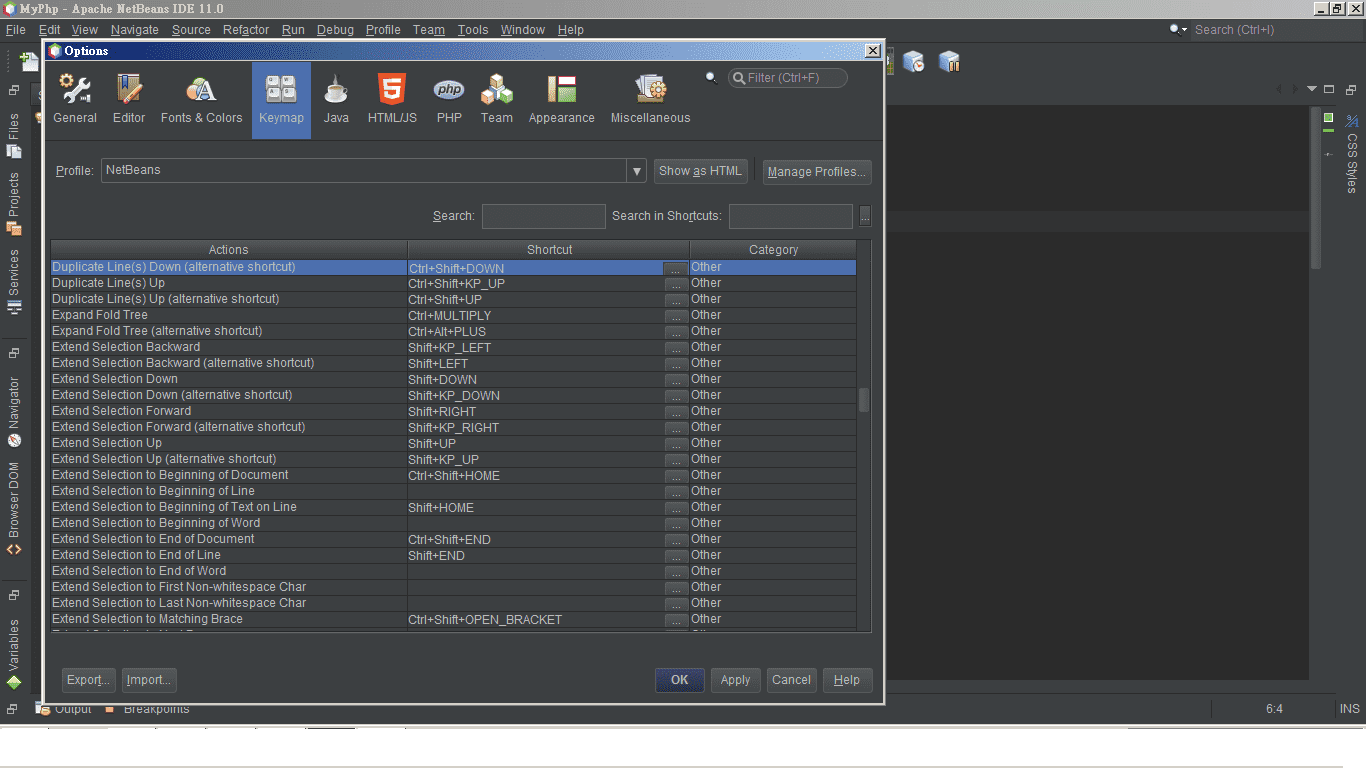 MyPhp - Apache NetBeans IDE 11.0
File Edit View Navigate Source Refactor Run Debug Profile Team Tools Window Help
Search (Ctrl+I)
Options
Filter (Ctrl+F)
General Editor Fonts & Colors Keymap Java HTML/JS PHP Team Appearance Miscellaneous
Profile: NetBeans Show as HTML Manage Profiles...
Search: Search in Shortcuts: ...
Actions Shortcut Category
Duplicate Line(s) Down (alternative shortcut) Ctrl+Shift+DOWN ... Other
Duplicate Line(s) Up Ctrl+Shift+KP_UP ... Other
Duplicate Line(s) Up (alternative shortcut) Ctrl+Shift+UP ... Other
Expand Fold Tree Ctrl+MULTIPLY ... Other
Expand Fold Tree (alternative shortcut) Ctrl+Alt+PLUS ... Other
Extend Selection Backward Shift+KP_LEFT ... Other
Extend Selection Backward (alternative shortcut) Shift+LEFT ... Other
Extend Selection Down Shift+DOWN ... Other
Extend Selection Down (alternative shortcut) Shift+KP_DOWN ... Other
Extend Selection Forward Shift+RIGHT ... Other
Extend Selection Forward (alternative shortcut) Shift+KP_RIGHT ... Other
Extend Selection Up Shift+UP ... Other
Extend Selection Up (alternative shortcut) Shift+KP_UP ... Other
Extend Selection to Beginning of Document Ctrl+Shift+HOME ... Other
Extend Selection to Beginning of Line ... Other
Extend Selection to Beginning of Text on Line Shift+HOME ... Other
Extend Selection to Beginning of Word ... Other
Extend Selection to End of Document Ctrl+Shift+END ... Other
Extend Selection to End of Line Shift+END ... Other
Extend Selection to End of Word ... Other
Extend Selection to First Non-whitespace Char ... Other
Extend Selection to Last Non-whitespace Char ... Other
Extend Selection to Matching Brace Ctrl+Shift+OPEN_BRACKET ... Other
Export... Import... OK Apply Cancel Help
Files
Projects
Services
Navigator
Browser DOM
Variables
CSS Styles
Output Breakpoints
6:4 INS